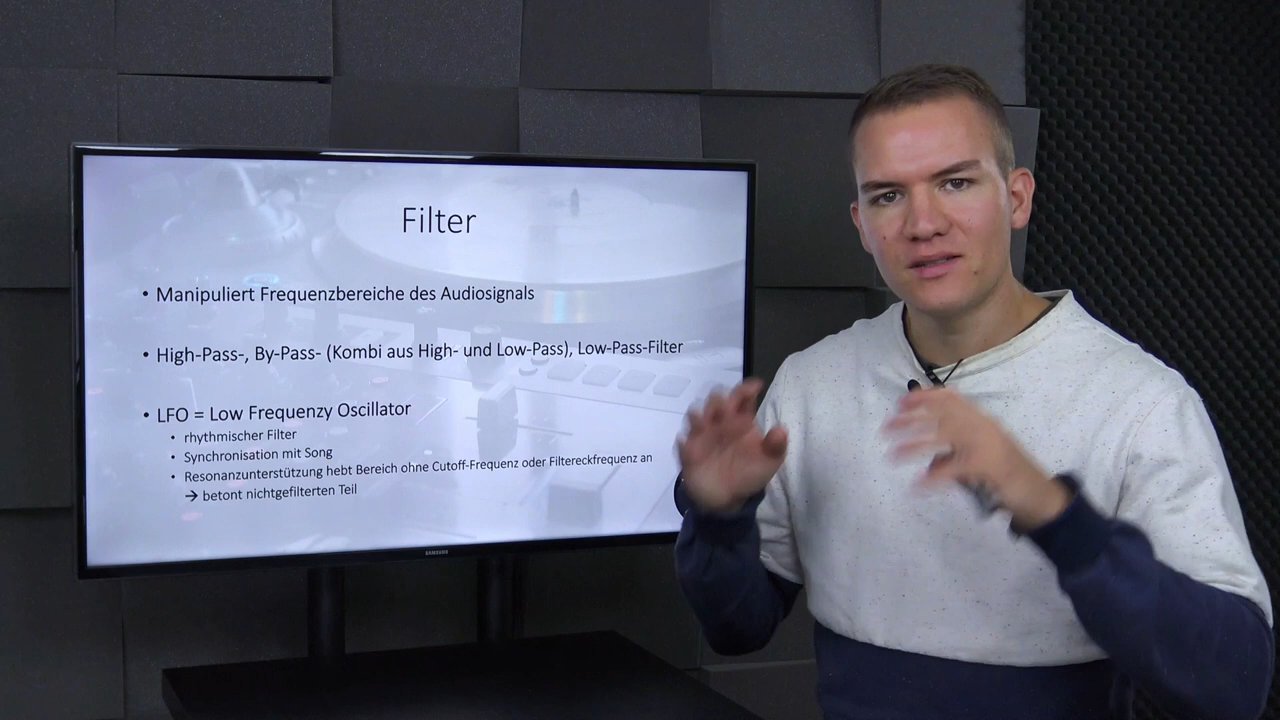 Filter
• Manipuliert Frequenzbereiche des Audiosignals
• High-Pass-, By-Pass- (Kombi aus High- und Low-Pass), Low-Pass-Filter
• LFO = Low Frequenzy Oscillator
• rhythmischer Filter
• Synchronisation mit Song
• Resonanzunterstützung hebt Bereich ohne Cutoff-Frequenz oder Filtereckfrequenz an
→ betont nichtgefilterten Teil
SAMSUNG